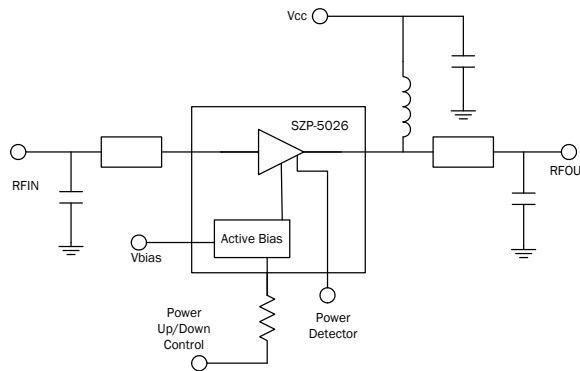 Vcc
SZP-5026
RFIN
RFOU
Active Bias
Vbias
Power
Up/Down
Control
Power
Detector